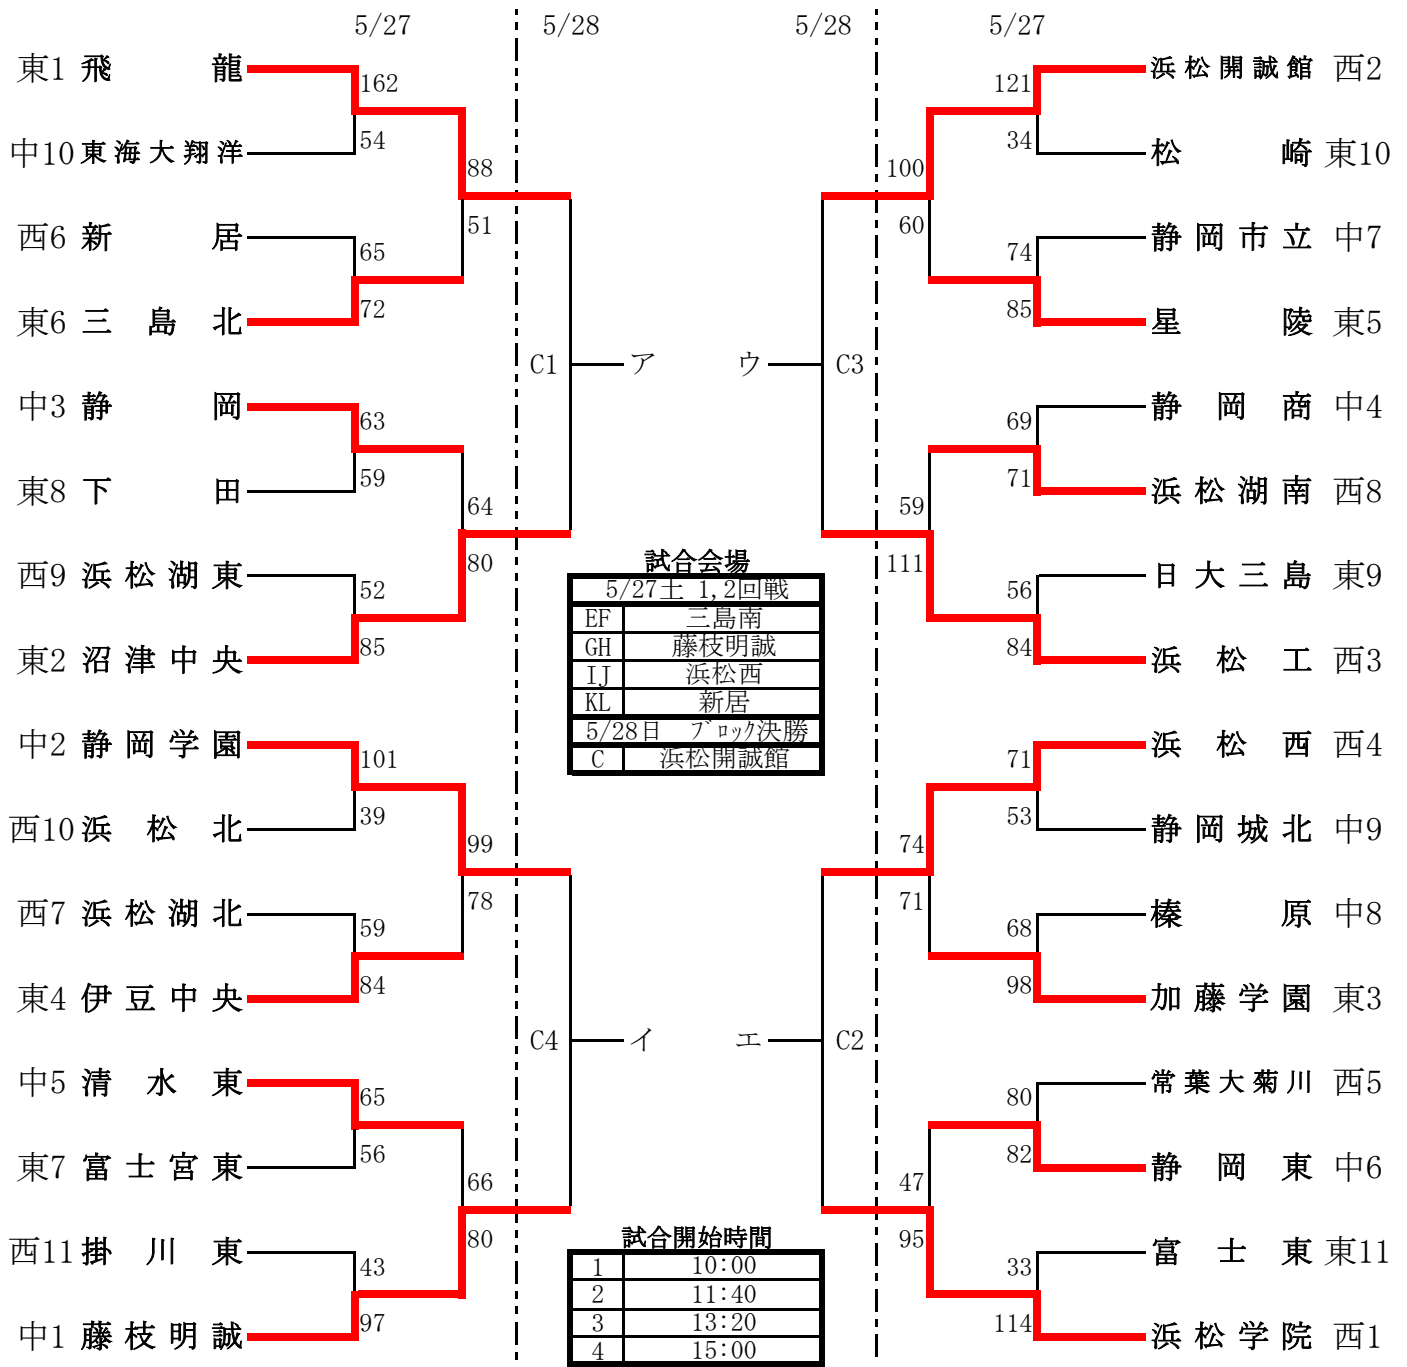 5/27 5/28 5/28 5/27
東1 飛龍 162 121 浜松開誠館 西2
中10 東海大翔洋 54 34 松崎 東10
88 100
51 60
西6 新居 65 74 静岡市立 中7
東6 三島北 72 85 星陵 東5
C1 ア ウ C3
中3 静岡 63 69 静岡商 中4
東8 下田 59 71 浜松湖南 西8
64 59
80 111
西9 浜松湖東 52 56 日大三島 東9
東2 沼津中央 85 84 浜松工 西3
試合会場
5/27土 1,2回戦
EF 三島南
GH 藤枝明誠
IJ 浜松西
KL 新居
5/28日 ブロック決勝
C 浜松開誠館
中2 静岡学園 101 71 浜松西 西4
西10 浜松北 39 53 静岡城北 中9
99 74
78 71
西7 浜松湖北 59 68 榛原 中8
東4 伊豆中央 84 98 加藤学園 東3
C4 イ エ C2
中5 清水東 65 80 常葉大菊川 西5
東7 富士宮東 56 82 静岡東 中6
66 47
80 95
西11 掛川東 43 33 富士東 東11
中1 藤枝明誠 97 114 浜松学院 西1
試合開始時間
1 10:00
2 11:40
3 13:20
4 15:00